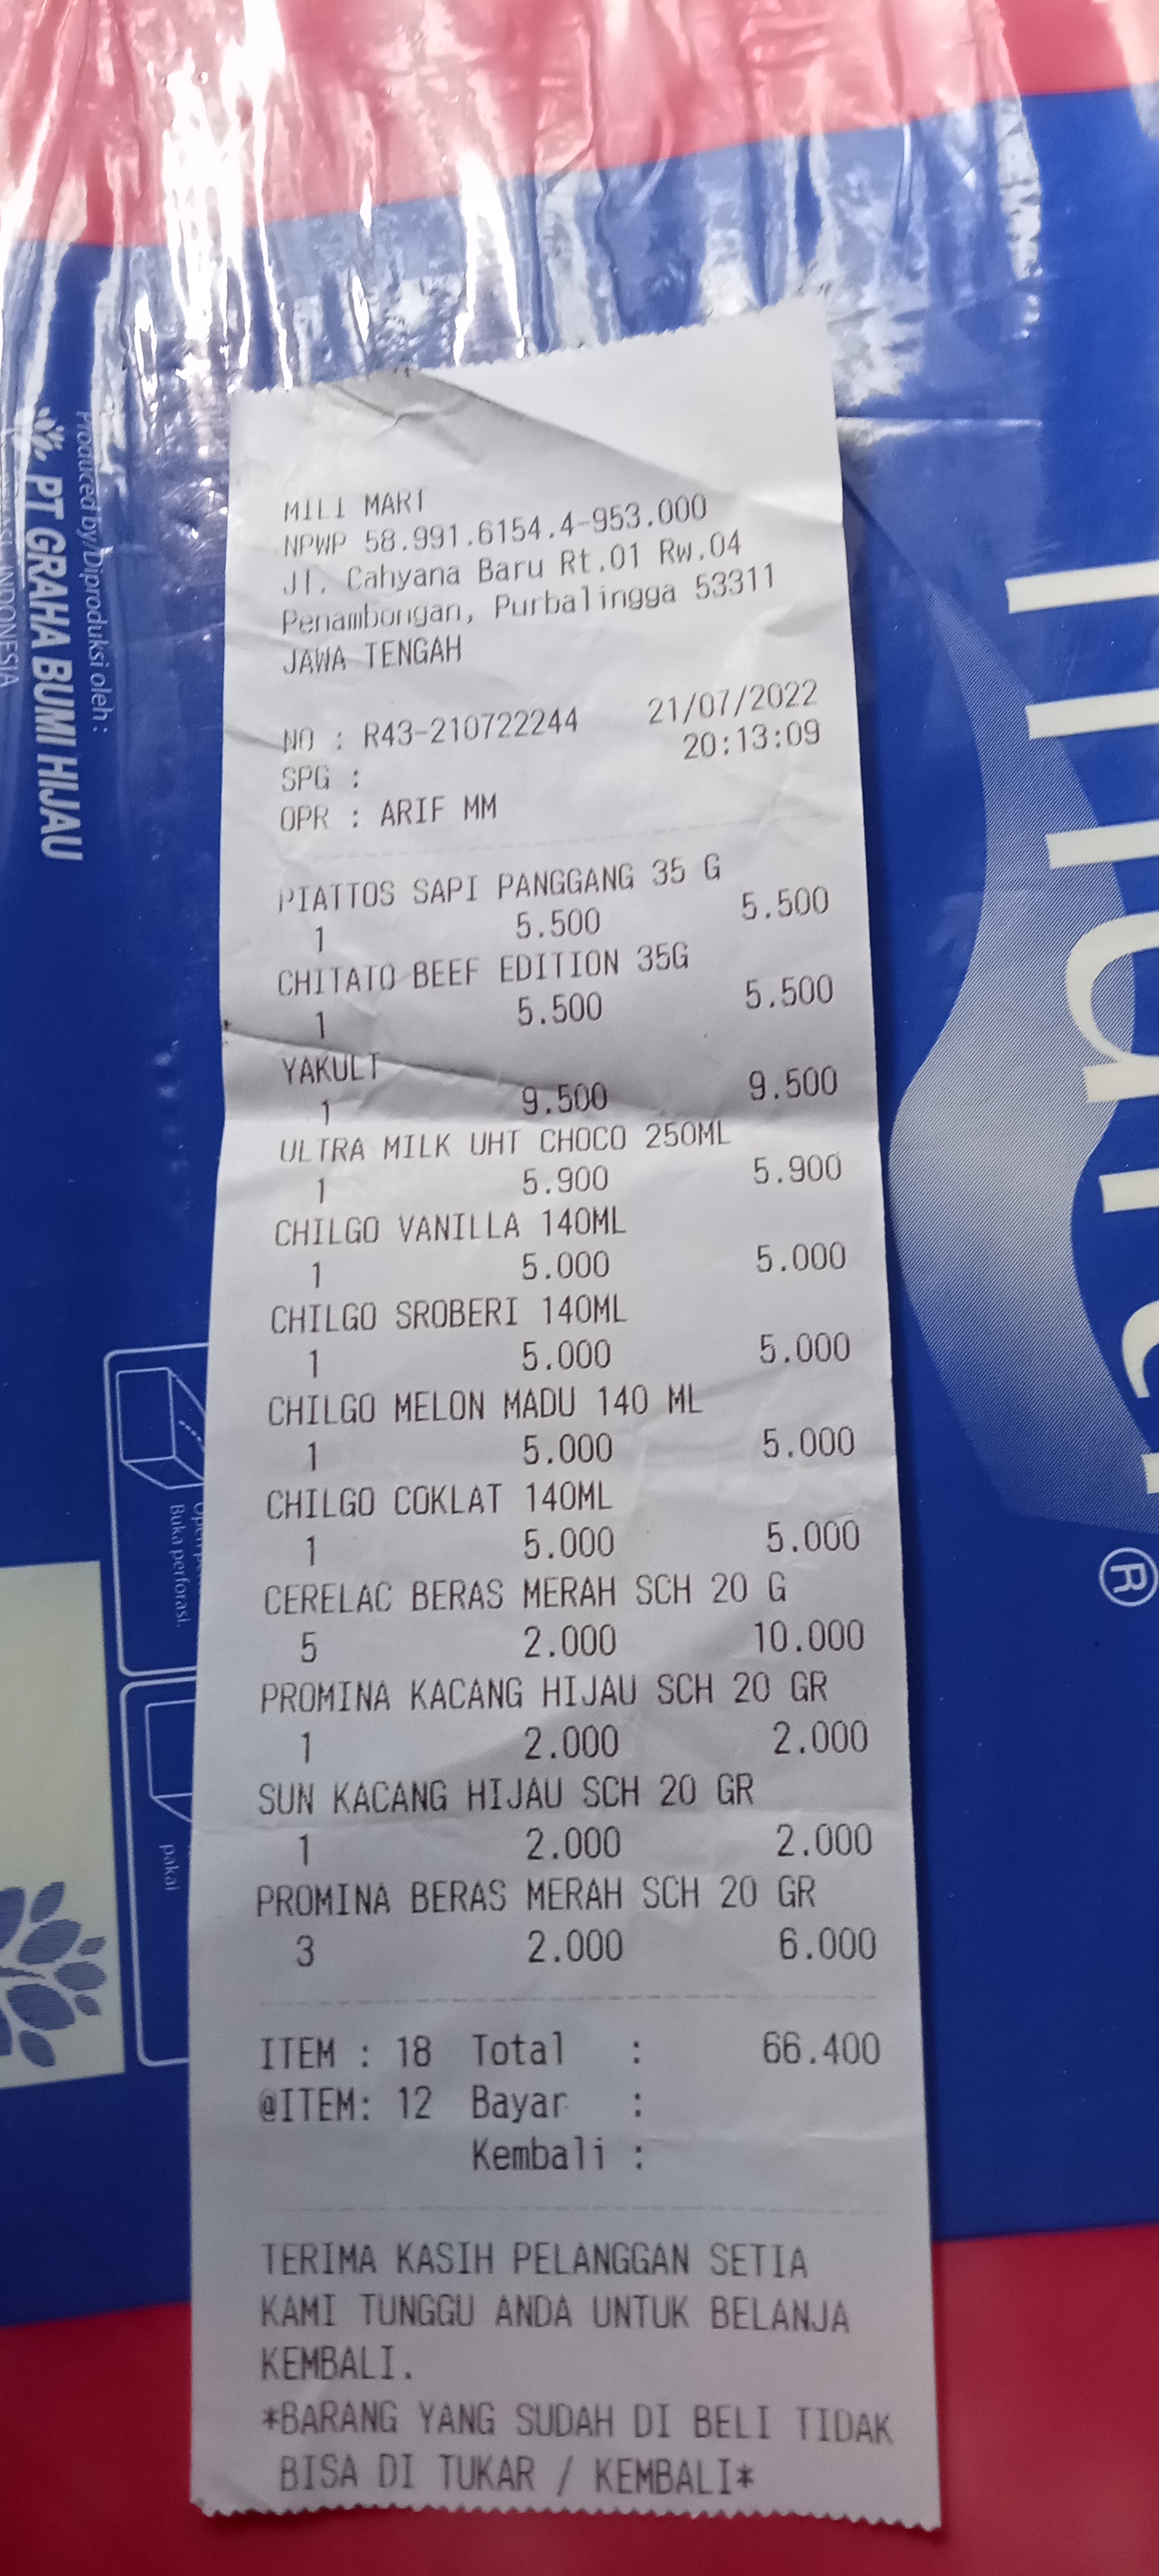 MILI MART
NPWP 58.991.6154.4-953.000
Jl. Cahyana Baru Rt.01 Rw.04
Penambongan, Purbalingga 53311
JAWA TENGAH
NO : R43-210722244 21/07/2022
SPG : 20:13:09
OPR : ARIF MM
PIATTOS SAPI PANGGANG 35 G
1 5.500 5.500
CHITATO BEEF EDITION 35G
1 5.500 5.500
YAKULT
1 9.500 9.500
ULTRA MILK UHT CHOCO 250ML
1 5.900 5.900
CHILGO VANILLA 140ML
1 5.000 5.000
CHILGO SROBERI 140ML
1 5.000 5.000
CHILGO MELON MADU 140 ML
1 5.000 5.000
CHILGO COKLAT 140ML
1 5.000 5.000
CERELAC BERAS MERAH SCH 20 G
5 2.000 10.000
PROMINA KACANG HIJAU SCH 20 GR
1 2.000 2.000
SUN KACANG HIJAU SCH 20 GR
1 2.000 2.000
PROMINA BERAS MERAH SCH 20 GR
3 2.000 6.000
ITEM : 18 Total : 66.400
@ITEM: 12 Bayar :
Kembali :
TERIMA KASIH PELANGGAN SETIA
KAMI TUNGGU ANDA UNTUK BELANJA
KEMBALI.
*BARANG YANG SUDAH DI BELI TIDAK
BISA DI TUKAR / KEMBALI*
Produced by/Diproduksi oleh :
PT GRAHA BUMI HIJAU
INDONESIA
Buka perforasi.
pakai
®